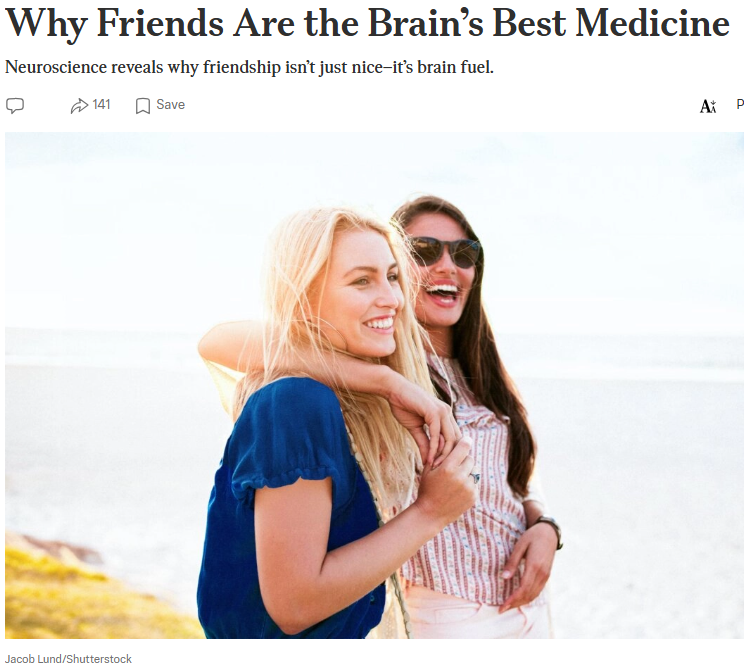 Why Friends Are the Brain’s Best Medicine
Neuroscience reveals why friendship isn’t just nice–it’s brain fuel.
141 Save A P
Jacob Lund/Shutterstock